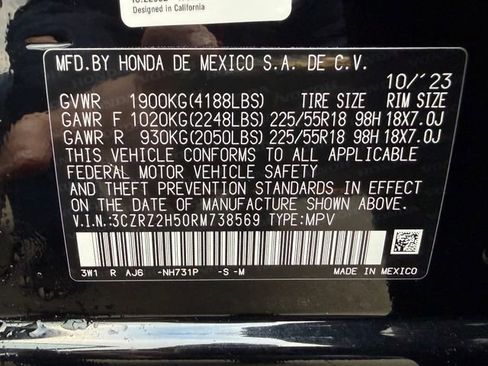 Designed in California
MFD.BY HONDA DE MEXICO S.A. DE C.V.
10/'23
GVWR 1900KG(4188LBS) TIRE SIZE RIM SIZE
GAWR F 1020KG(2248LBS) 225/55R18 98H 18X7.0J
GAWR R 930KG(2050LBS) 225/55R18 98H 18X7.0J
THIS VEHICLE CONFORMS TO ALL APPLICABLE
FEDERAL MOTOR VEHICLE SAFETY
AND THEFT PREVENTION STANDARDS IN EFFECT
ON THE DATE OF MANUFACTURE SHOWN ABOVE.
V.I.N.:3CZRZ2H50RM738569 TYPE:MPV
3W1 R AJ6 -NH731P -S-M MADE IN MEXICO